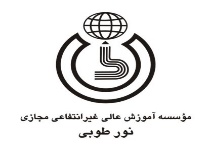 مؤسسه آموزش عالی غیرانتفاعی مجازی
نور طوبی